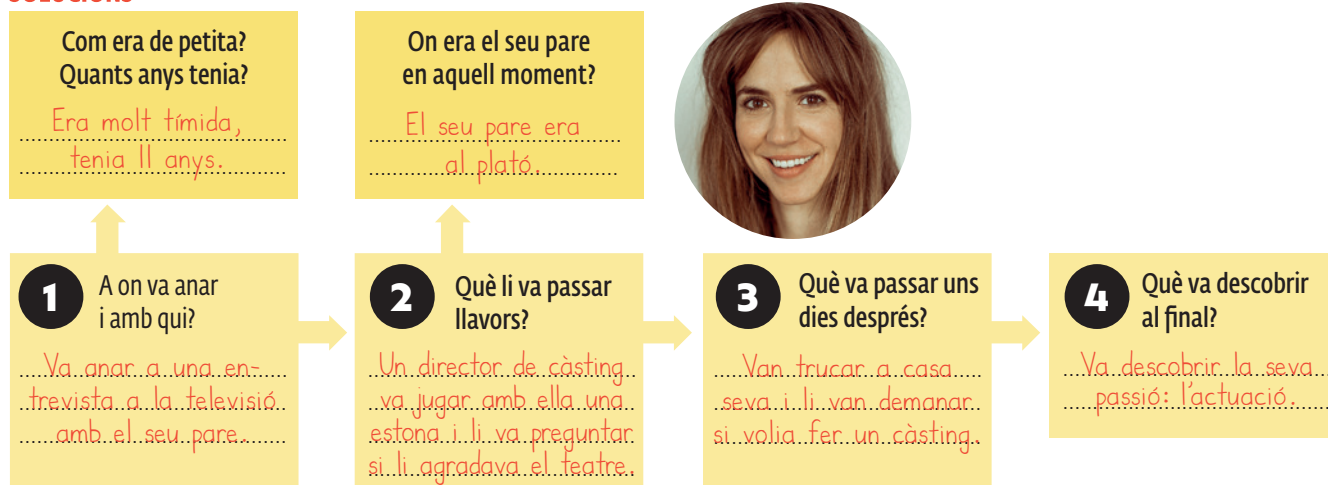 SOLUCIONS
Com era de petita?
Quants anys tenia?
Era molt tímida,
tenia 11 anys.
On era el seu pare
en aquell moment?
El seu pare era
al plató.
1
A on va anar
i amb qui?
Va anar a una en-
trevista a la televisió
amb el seu pare.
2
Què li va passar
llavors?
Un director de càsting
va jugar amb ella una
estona i li va preguntar
si li agradava el teatre.
3
Què va passar uns
dies després?
Van trucar a casa
seva i li van demanar
si volia fer un càsting.
4
Què va descobrir
al final?
Va descobrir la seva
passió: l'actuació.